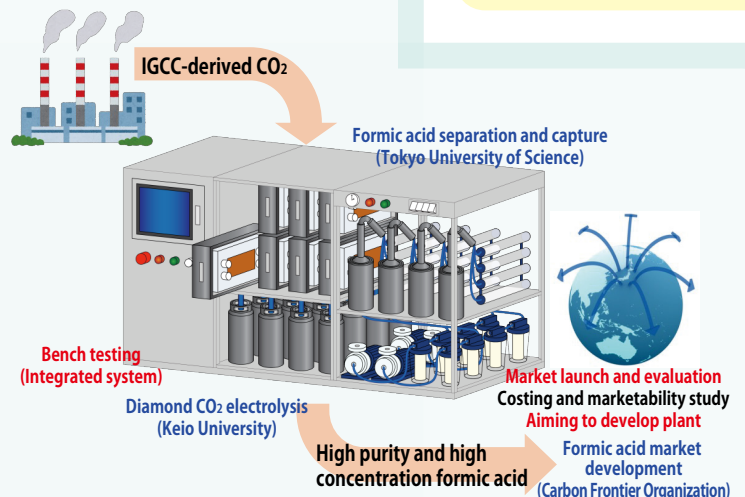 IGCC-derived CO₂
Formic acid separation and capture
(Tokyo University of Science)
Bench testing
(Integrated system)
Diamond CO₂ electrolysis
(Keio University)
Market launch and evaluation
Costing and marketability study
Aiming to develop plant
High purity and high
concentration formic acid
Formic acid market
development
(Carbon Frontier Organization)